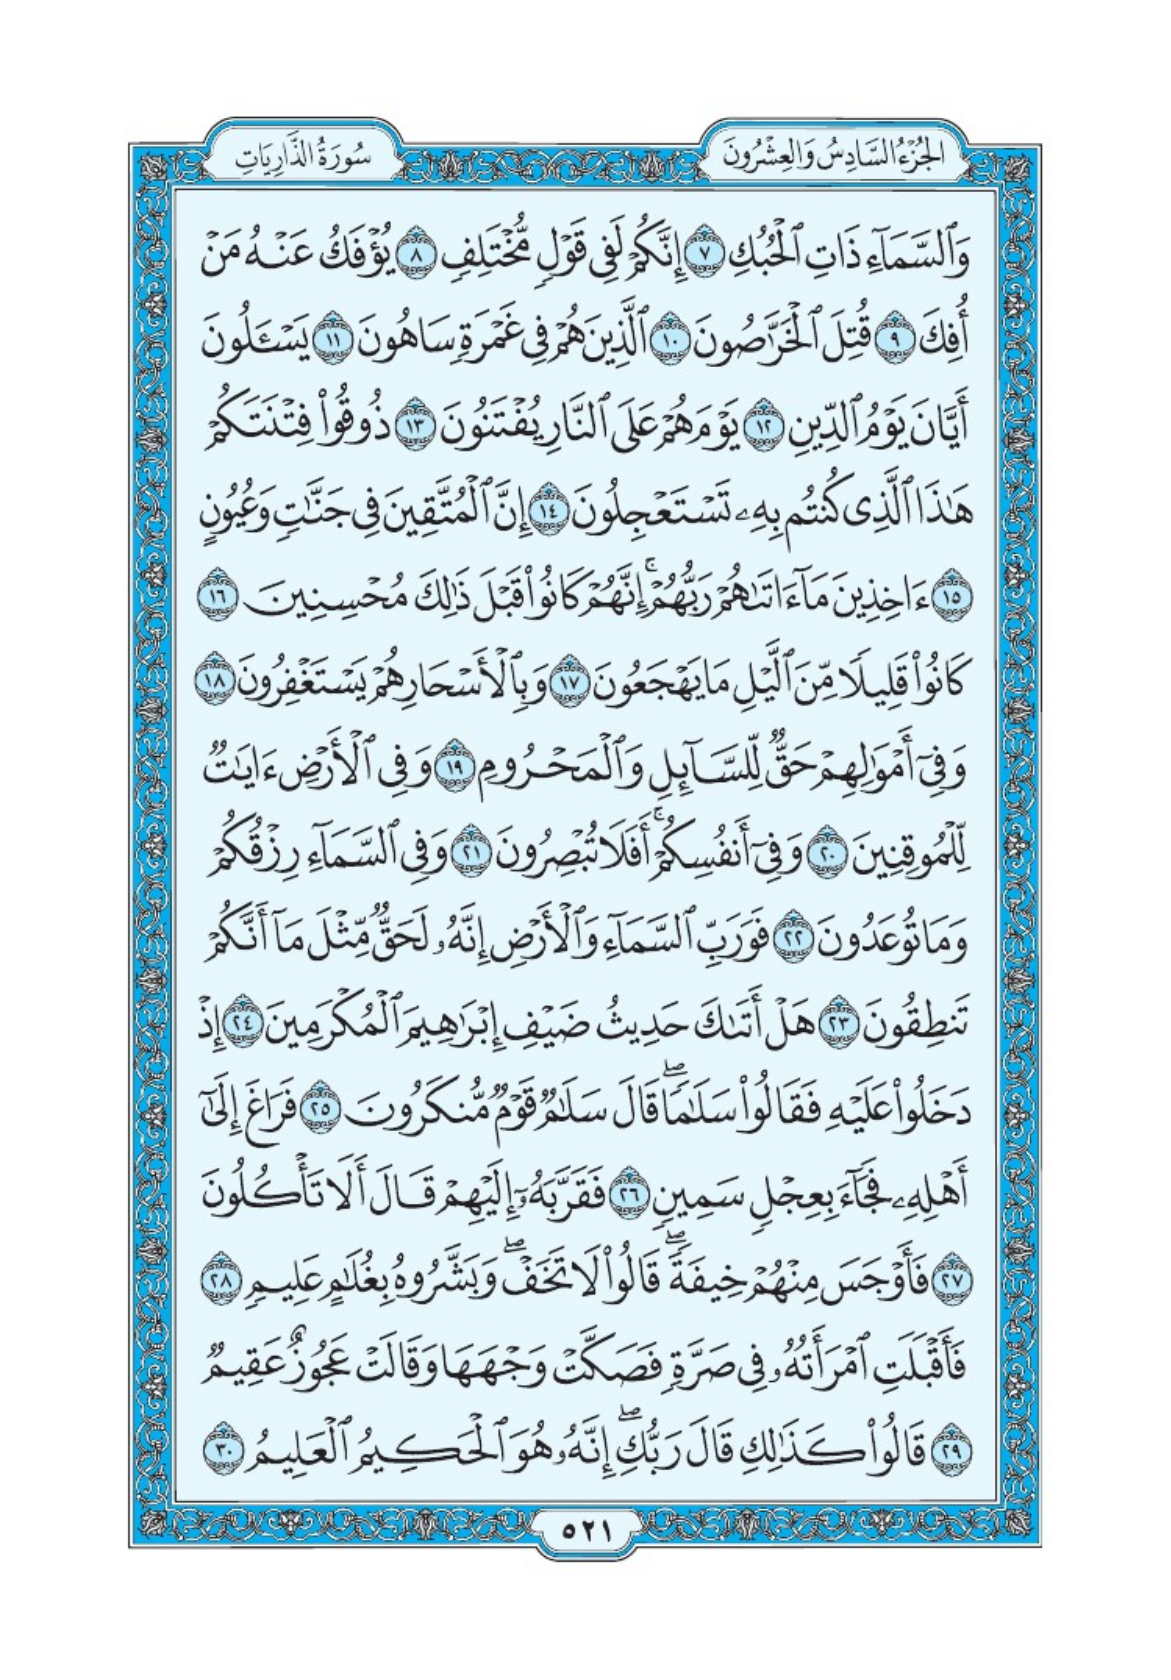 الجُزْءُ السَّادِسُ وَالعِشْرُونَ
سُورَةُ الذَّارِيَاتِ
وَٱلسَّمَآءِ ذَاتِ ٱلْحُبُكِ ٧ إِنَّكُمْ لَفِى قَوْلٍ مُّخْتَلِفٍ ٨ يُؤْفَكُ عَنْهُ مَنْ
أُفِكَ ٩ قُتِلَ ٱلْخَرَّٰصُونَ ١٠ ٱلَّذِينَ هُمْ فِى غَمْرَةٍ سَاهُونَ ١١ يَسْـَٔلُونَ
أَيَّانَ يَوْمُ ٱلدِّينِ ١٢ يَوْمَ هُمْ عَلَى ٱلنَّارِ يُفْتَنُونَ ١٣ ذُوقُوا۟ فِتْنَتَكُمْ
هَٰذَا ٱلَّذِى كُنتُم بِهِۦ تَسْتَعْجِلُونَ ١٤ إِنَّ ٱلْمُتَّقِينَ فِى جَنَّٰتٍ وَعُيُونٍ
١٥ ءَاخِذِينَ مَآ ءَاتَىٰهُمْ رَبُّهُمْ ۚ إِنَّهُمْ كَانُوا۟ قَبْلَ ذَٰلِكَ مُحْسِنِينَ ١٦
كَانُوا۟ قَلِيلًا مِّنَ ٱلَّيْلِ مَا يَهْجَعُونَ ١٧ وَبِٱلْأَسْحَارِ هُمْ يَسْتَغْفِرُونَ ١٨
وَفِىٓ أَمْوَٰلِهِمْ حَقٌّ لِّلسَّآئِلِ وَٱلْمَحْرُومِ ١٩ وَفِى ٱلْأَرْضِ ءَايَٰتٌ
لِّلْمُوقِنِينَ ٢٠ وَفِىٓ أَنفُسِكُمْ ۚ أَفَلَا تُبْصِرُونَ ٢١ وَفِى ٱلسَّمَآءِ رِزْقُكُمْ
وَمَا تُوعَدُونَ ٢٢ فَوَرَبِّ ٱلسَّمَآءِ وَٱلْأَرْضِ إِنَّهُۥ لَحَقٌّ مِّثْلَ مَآ أَنَّكُمْ
تَنطِقُونَ ٢٣ هَلْ أَتَىٰكَ حَدِيثُ ضَيْفِ إِبْرَٰهِيمَ ٱلْمُكْرَمِينَ ٢٤ إِذْ
دَخَلُوا۟ عَلَيْهِ فَقَالُوا۟ سَلَٰمًا ۖ قَالَ سَلَٰمٌ قَوْمٌ مُّنكَرُونَ ٢٥ فَرَاغَ إِلَىٰٓ
أَهْلِهِۦ فَجَآءَ بِعِجْلٍ سَمِينٍ ٢٦ فَقَرَّبَهُۥٓ إِلَيْهِمْ قَالَ أَلَا تَأْكُلُونَ
٢٧ فَأَوْجَسَ مِنْهُمْ خِيفَةً ۖ قَالُوا۟ لَا تَخَفْ ۖ وَبَشَّرُوهُ بِغُلَٰمٍ عَلِيمٍ ٢٨
فَأَقْبَلَتِ ٱمْرَأَتُهُۥ فِى صَرَّةٍ فَصَكَّتْ وَجْهَهَا وَقَالَتْ عَجُوزٌ عَقِيمٌ
٢٩ قَالُوا۟ كَذَٰلِكِ قَالَ رَبُّكِ ۖ إِنَّهُۥ هُوَ ٱلْحَكِيمُ ٱلْعَلِيمُ ٣٠
٥٢١